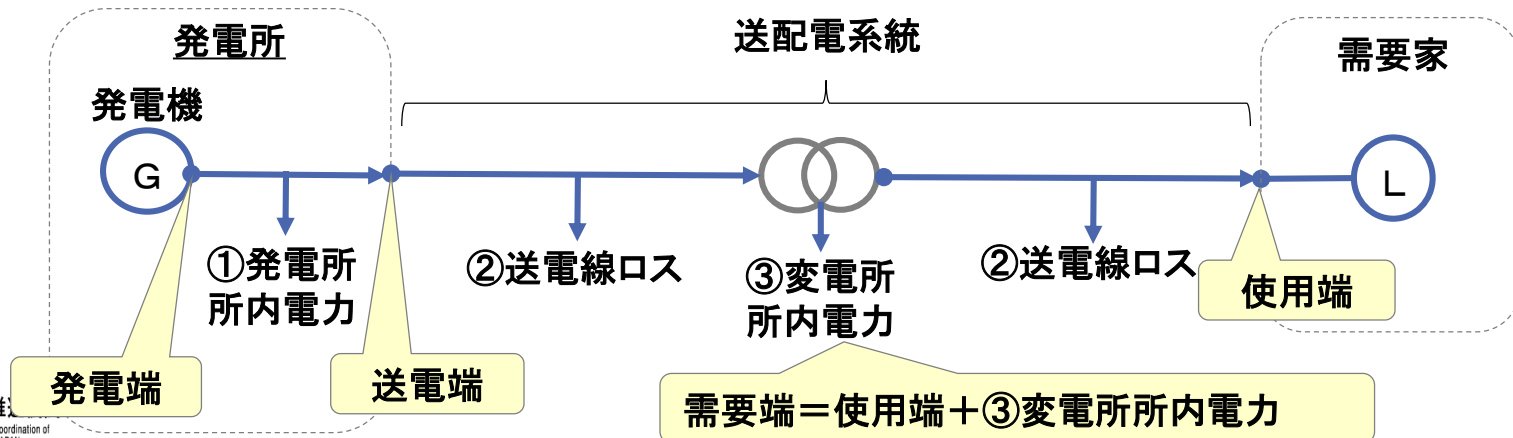 発電所
送配電系統
需要家
発電機
G
L
①発電所
所内電力
②送電線ロス
③変電所
所内電力
②送電線ロス
使用端
発電端
送電端
需要端＝使用端＋③変電所所内電力
oordination of